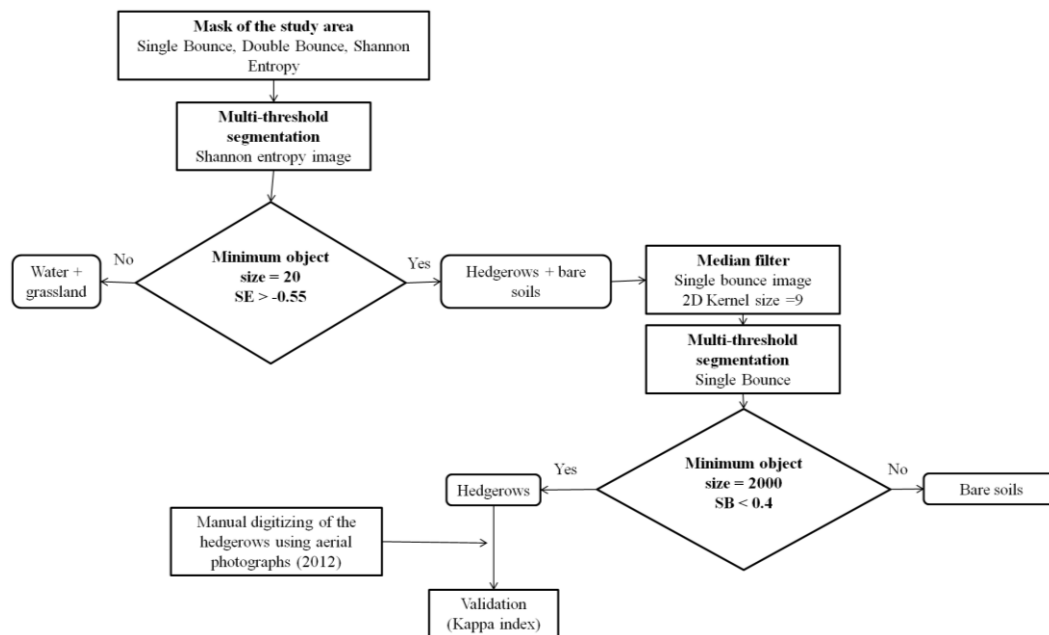 Mask of the study area
Single Bounce, Double Bounce, Shannon
Entropy
Multi-threshold
segmentation
Shannon entropy image
Minimum object
size = 20
SE > -0.55
No
Water +
grassland
Yes
Hedgerows + bare
soils
Median filter
Single bounce image
2D Kernel size =9
Multi-threshold
segmentation
Single Bounce
Minimum object
size = 2000
SB < 0.4
No
Bare soils
Yes
Hedgerows
Manual digitizing of the
hedgerows using aerial
photographs (2012)
Validation
(Kappa index)